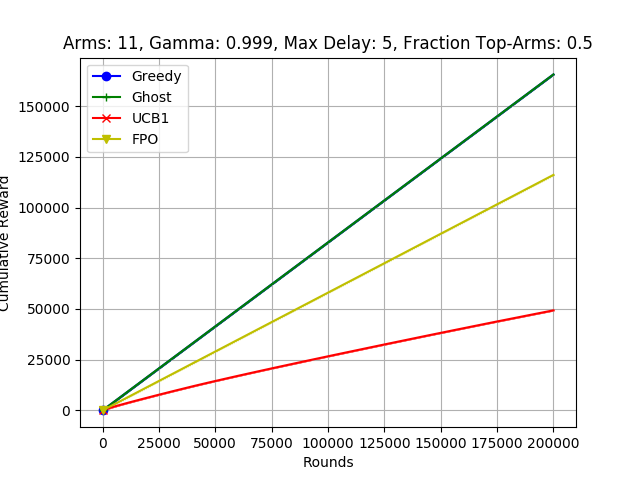 Arms: 11, Gamma: 0.999, Max Delay: 5, Fraction Top-Arms: 0.5
Greedy
Ghost
UCB1
FPO
150000
125000
100000
75000
50000
25000
0
Cumulative Reward
0 25000 50000 75000 100000 125000 150000 175000 200000
Rounds